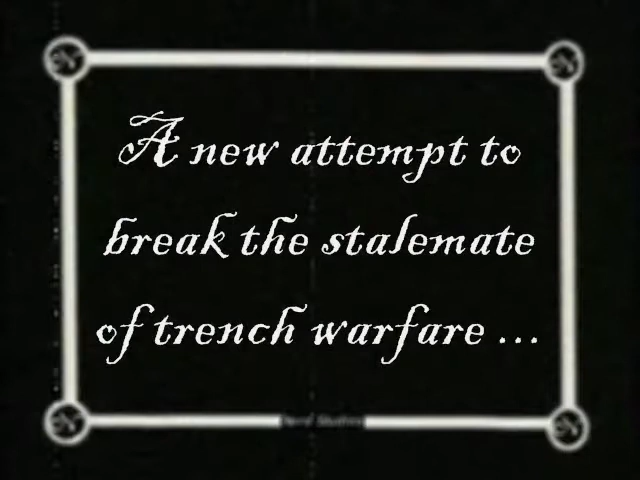 A new attempt to
break the stalemate
of trench warfare ...